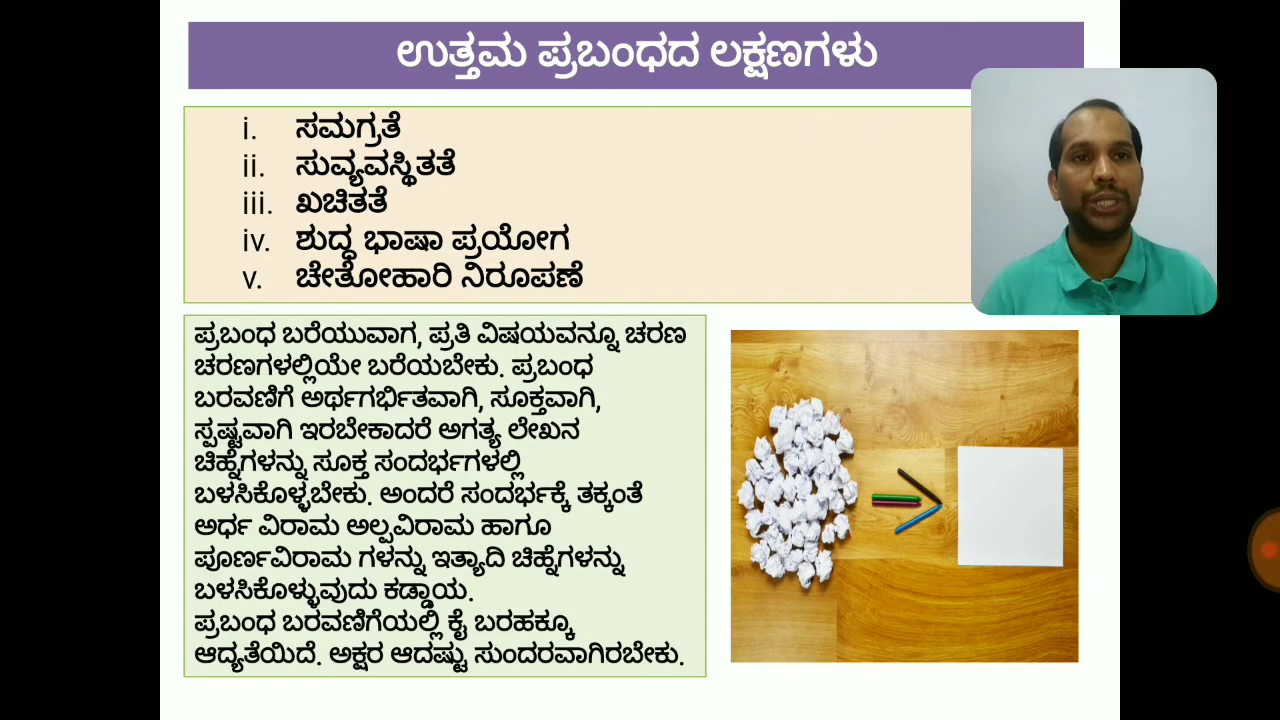 ಉತ್ತಮ ಪ್ರಬಂಧದ ಲಕ್ಷಣಗಳು
i. ಸಮಗ್ರತೆ
ii. ಸುವ್ಯವಸ್ಥಿತತೆ
iii. ಖಚಿತತೆ
iv. ಶುದ್ಧ ಭಾಷಾ ಪ್ರಯೋಗ
v. ಚೇತೋಹಾರಿ ನಿರೂಪಣೆ
ಪ್ರಬಂಧ ಬರೆಯುವಾಗ, ಪ್ರತಿ ವಿಷಯವನ್ನೂ ಚರಣ
ಚರಣಗಳಲ್ಲಿಯೇ ಬರೆಯಬೇಕು. ಪ್ರಬಂಧ
ಬರವಣಿಗೆ ಅರ್ಥಗರ್ಭಿತವಾಗಿ, ಸೂಕ್ತವಾಗಿ,
ಸ್ಪಷ್ಟವಾಗಿ ಇರಬೇಕಾದರೆ ಅಗತ್ಯ ಲೇಖನ
ಚಿಹ್ನೆಗಳನ್ನು ಸೂಕ್ತ ಸಂದರ್ಭಗಳಲ್ಲಿ
ಬಳಸಿಕೊಳ್ಳಬೇಕು. ಅಂದರೆ ಸಂದರ್ಭಕ್ಕೆ ತಕ್ಕಂತೆ
ಅರ್ಧ ವಿರಾಮ ಅಲ್ಪವಿರಾಮ ಹಾಗೂ
ಪೂರ್ಣವಿರಾಮ ಗಳನ್ನು ಇತ್ಯಾದಿ ಚಿಹ್ನೆಗಳನ್ನು
ಬಳಸಿಕೊಳ್ಳುವುದು ಕಡ್ಡಾಯ.
ಪ್ರಬಂಧ ಬರವಣಿಗೆಯಲ್ಲಿ ಕೈ ಬರಹಕ್ಕೂ
ಆದ್ಯತೆಯಿದೆ. ಅಕ್ಷರ ಆದಷ್ಟು ಸುಂದರವಾಗಿರಬೇಕು.